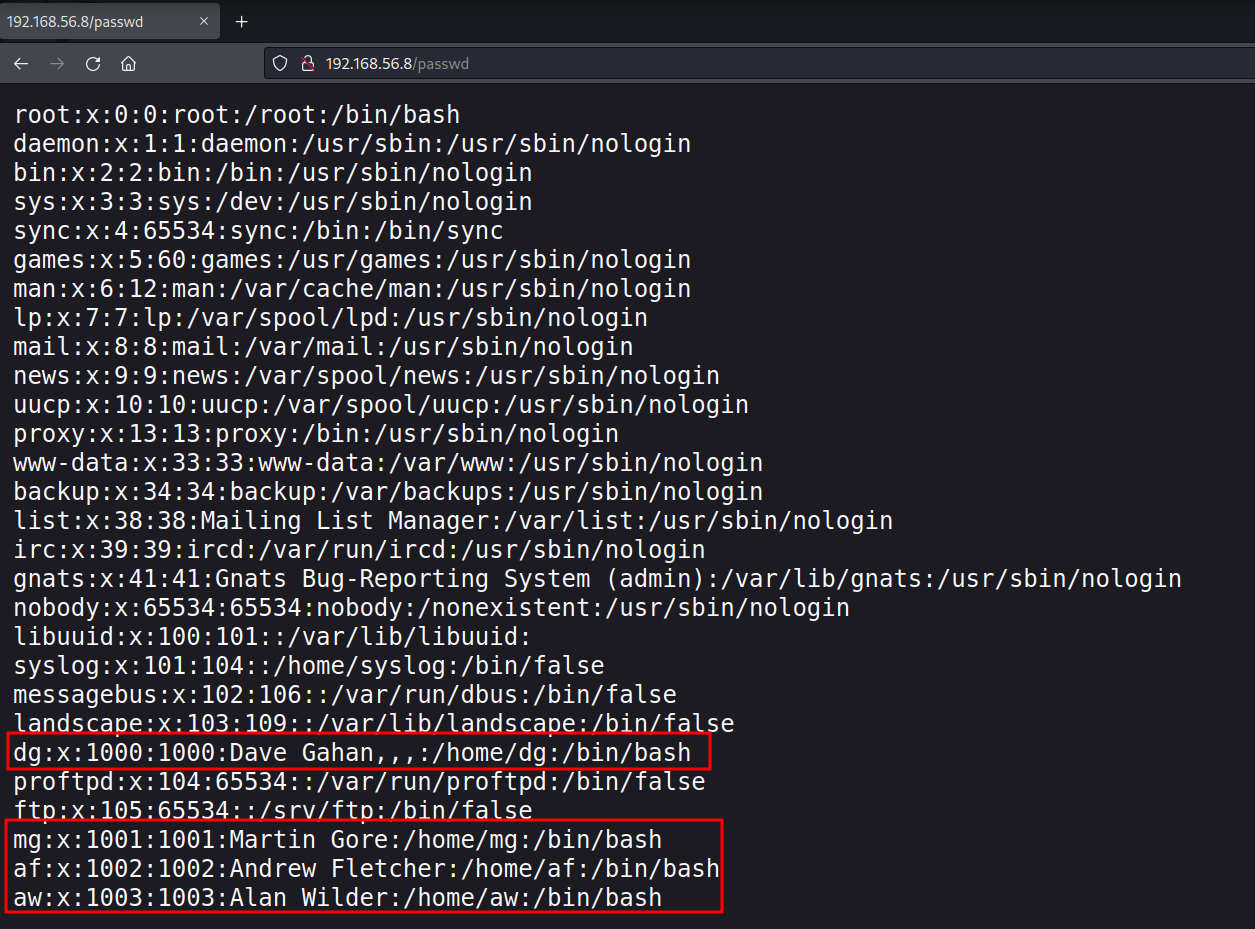 192.168.56.8/passwd
192.168.56.8/passwd
root:x:0:0:root:/root:/bin/bash
daemon:x:1:1:daemon:/usr/sbin:/usr/sbin/nologin
bin:x:2:2:bin:/bin:/usr/sbin/nologin
sys:x:3:3:sys:/dev:/usr/sbin/nologin
sync:x:4:65534:sync:/bin:/bin/sync
games:x:5:60:games:/usr/games:/usr/sbin/nologin
man:x:6:12:man:/var/cache/man:/usr/sbin/nologin
lp:x:7:7:lp:/var/spool/lpd:/usr/sbin/nologin
mail:x:8:8:mail:/var/mail:/usr/sbin/nologin
news:x:9:9:news:/var/spool/news:/usr/sbin/nologin
uucp:x:10:10:uucp:/var/spool/uucp:/usr/sbin/nologin
proxy:x:13:13:proxy:/bin:/usr/sbin/nologin
www-data:x:33:33:www-data:/var/www:/usr/sbin/nologin
backup:x:34:34:backup:/var/backups:/usr/sbin/nologin
list:x:38:38:Mailing List Manager:/var/list:/usr/sbin/nologin
irc:x:39:39:ircd:/var/run/ircd:/usr/sbin/nologin
gnats:x:41:41:Gnats Bug-Reporting System (admin):/var/lib/gnats:/usr/sbin/nologin
nobody:x:65534:65534:nobody:/nonexistent:/usr/sbin/nologin
libuuid:x:100:101::/var/lib/libuuid:
syslog:x:101:104::/home/syslog:/bin/false
messagebus:x:102:106::/var/run/dbus:/bin/false
landscape:x:103:109::/var/lib/landscape:/bin/false
dg:x:1000:1000:Dave Gahan,,,:/home/dg:/bin/bash
proftpd:x:104:65534::/var/run/proftpd:/bin/false
ftp:x:105:65534::/srv/ftp:/bin/false
mg:x:1001:1001:Martin Gore:/home/mg:/bin/bash
af:x:1002:1002:Andrew Fletcher:/home/af:/bin/bash
aw:x:1003:1003:Alan Wilder:/home/aw:/bin/bash